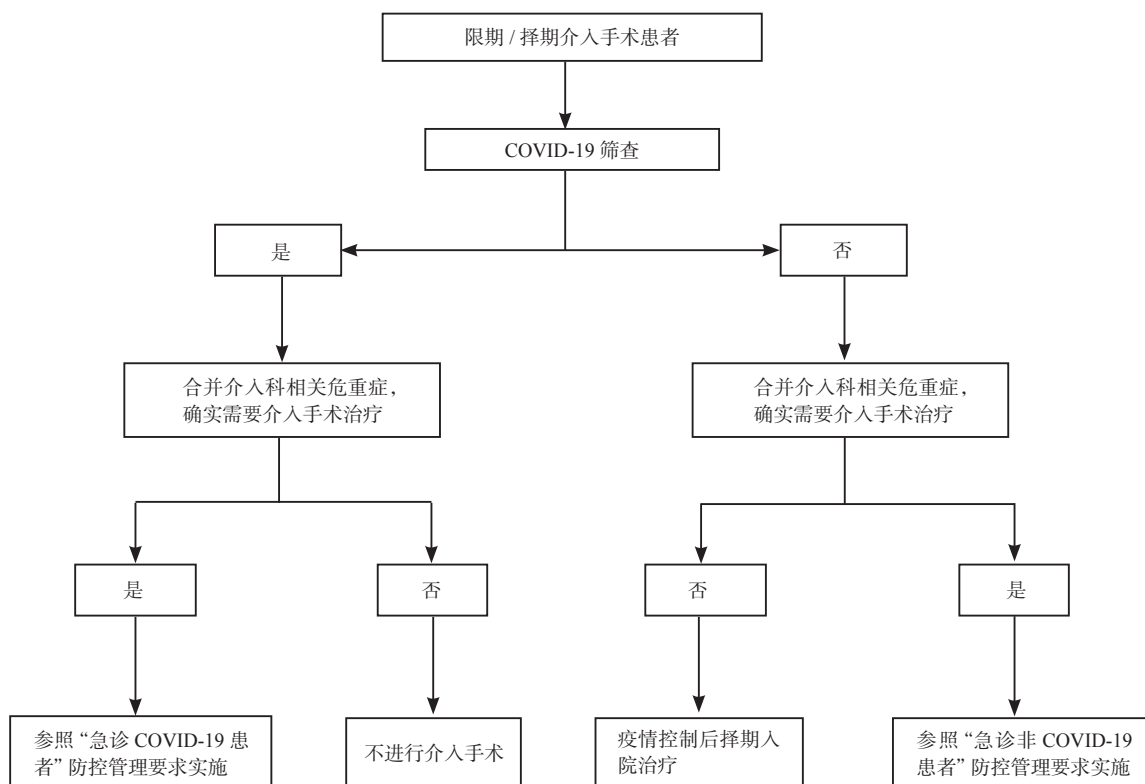 限期 / 择期介入手术患者
COVID-19 筛查
是
否
合并介入科相关危重症，
确实需要介入手术治疗
合并介入科相关危重症，
确实需要介入手术治疗
是
否
否
是
参照“急诊 COVID-19 患
者”防控管理要求实施
不进行介入手术
疫情控制后择期入
院治疗
参照“急诊非 COVID-19
患者”防控管理要求实施